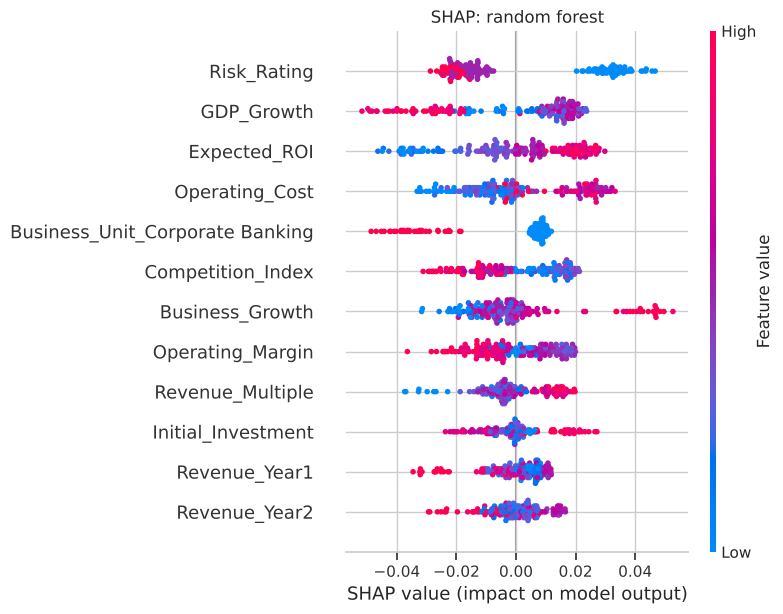 SHAP: random forest
High
Risk_Rating
GDP_Growth
Expected_ROI
Operating_Cost
Business_Unit_Corporate Banking
Competition_Index
Business_Growth
Operating_Margin
Revenue_Multiple
Initial_Investment
Revenue_Year1
Revenue_Year2
Feature value
Low
−0.04 −0.02 0.00 0.02 0.04
SHAP value (impact on model output)